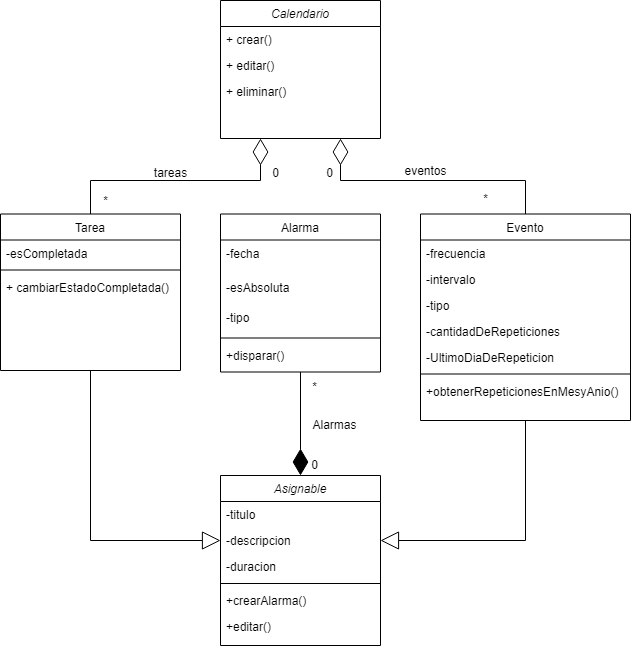 Calendario
+ crear()
+ editar()
+ eliminar()
tareas
0
0
eventos
*
*
Tarea
-esCompletada
+ cambiarEstadoCompletada()
Alarma
-fecha
-esAbsoluta
-tipo
+disparar()
Evento
-frecuencia
-intervalo
-tipo
-cantidadDeRepeticiones
-UltimoDiaDeRepeticion
+obtenerRepeticionesEnMesyAnio()
*
Alarmas
0
Asignable
-titulo
-descripcion
-duracion
+crearAlarma()
+editar()